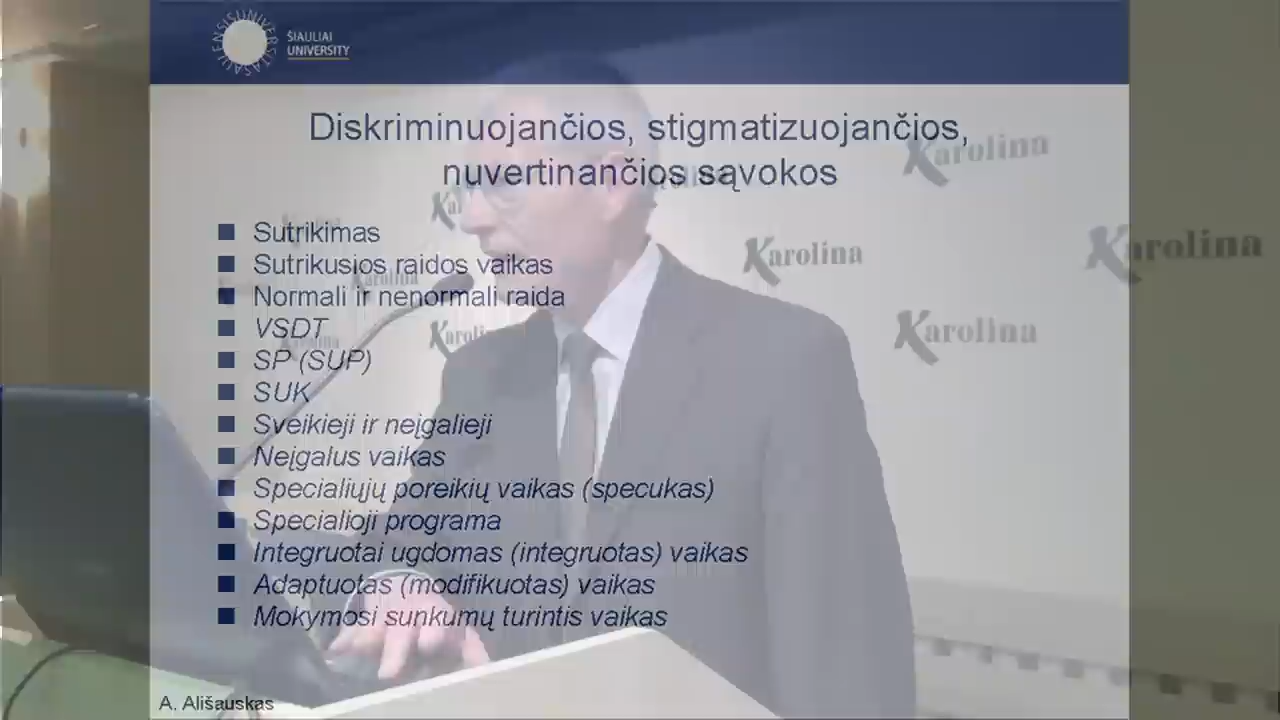 ŠIAULIAI
UNIVERSITY
Diskriminuojančios, stigmatizuojančios,
nuvertinančios sąvokos
Sutrikimas
Sutrikusios raidos vaikas
Normali ir nenormali raida
VSDT
SP (SUP)
SUK
Sveikieji ir neįgalieji
Neįgalus vaikas
Specialiųjų poreikių vaikas (specukas)
Specialioji programa
Integruotai ugdomas (integruotas) vaikas
Adaptuotas (modifikuotas) vaikas
Mokymosi sunkumų turintis vaikas
A. Ališauskas
Karolina
Karolina
Karolina
Karolina